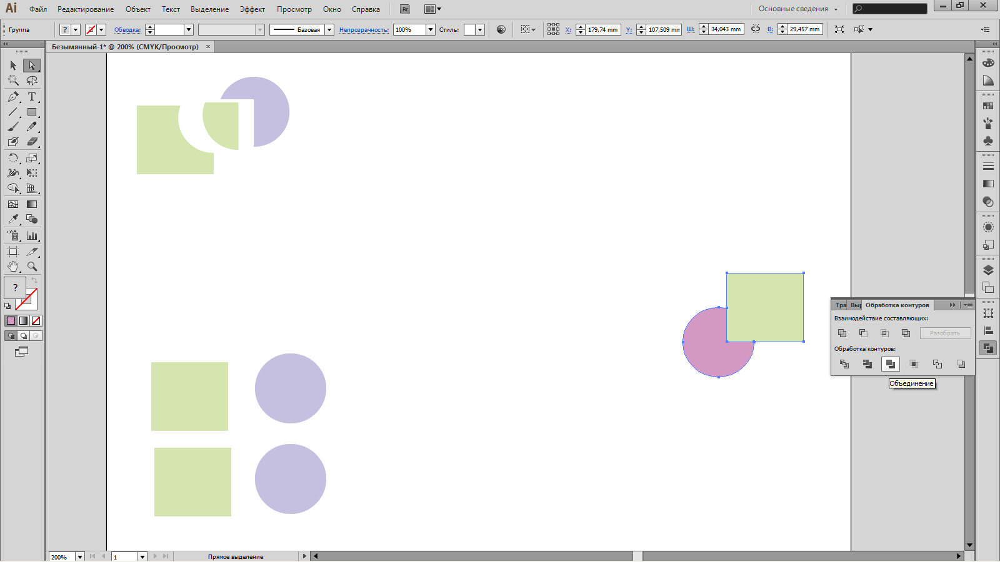 Ai Файл Редактирование Объект Текст Выделение Эффект Просмотр Окно Справка Br Основные сведения
Группа ? Обводка: Базовая Непрозрачность: 100% Стиль: X: 179,74 mm Y: 107,509 mm Ш: 34,043 mm В: 29,457 mm
Безымянный-1* @ 200% (CMYK/Просмотр) ×
T
?
Тра Выр Обработка контуров
Взаимодействие составляющих:
Разобрать
Обработка контуров:
Объединение
200% 1 Прямое выделение